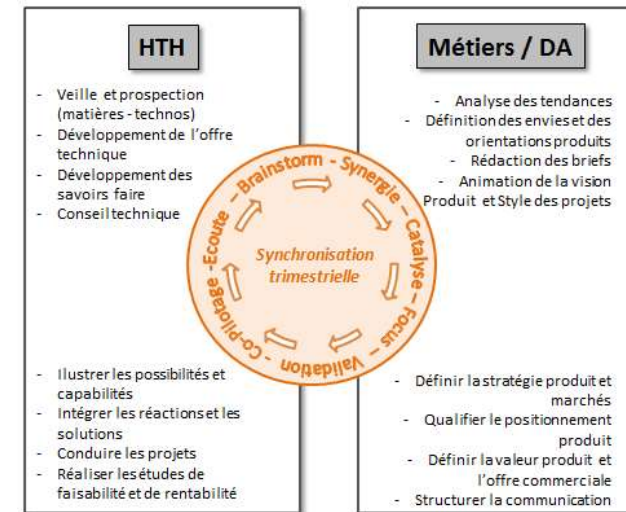 HTH
- Veille et prospection
(matières - technos)
- Développement de l'offre
technique
- Développement des
savoirs faire
- Conseil technique
Métiers / DA
- Analyse des tendances
- Définition des envies et des
orientations produits
- Rédaction des briefs
- Animation de la vision
Produit et Style des projets
Ecoute – Brainstorm - Synergie – Catalyse – Focus – Validation - Co-Pilotage -
Synchronisation
trimestrielle
- Ilustrer les possibilités et
capabilités
- Intégrer les réactions et les
solutions
- Conduire les projets
- Réaliser les études de
faisabilité et de rentabilité
- Définir la stratégie produit et
marchés
- Qualifier le positionnement
produit
- Définir la valeur produit et
l'offre commerciale
- Structurer la communication